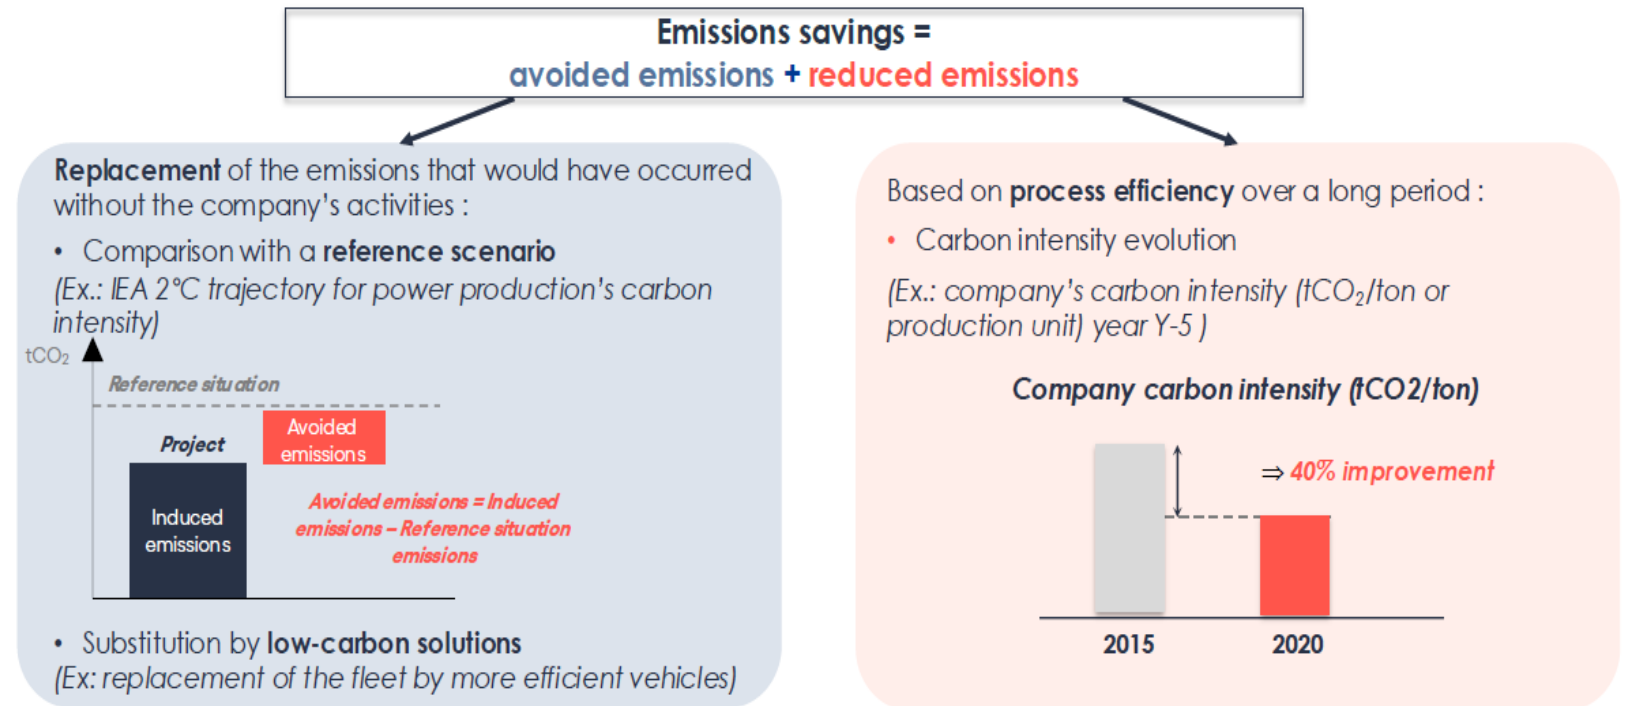 Emissions savings =
avoided emissions + reduced emissions
Replacement of the emissions that would have occurred
without the company's activities :
• Comparison with a reference scenario
(Ex.: IEA 2°C trajectory for power production's carbon
intensity)
tCO₂
Reference situation
Project
Avoided
emissions
Induced
emissions
Avoided emissions = Induced
emissions – Reference situation
emissions
• Substitution by low-carbon solutions
(Ex: replacement of the fleet by more efficient vehicles)
Based on process efficiency over a long period :
• Carbon intensity evolution
(Ex.: company's carbon intensity (tCO₂/ton or
production unit) year Y-5 )
Company carbon intensity (tCO2/ton)
⇒ 40% improvement
2015
2020